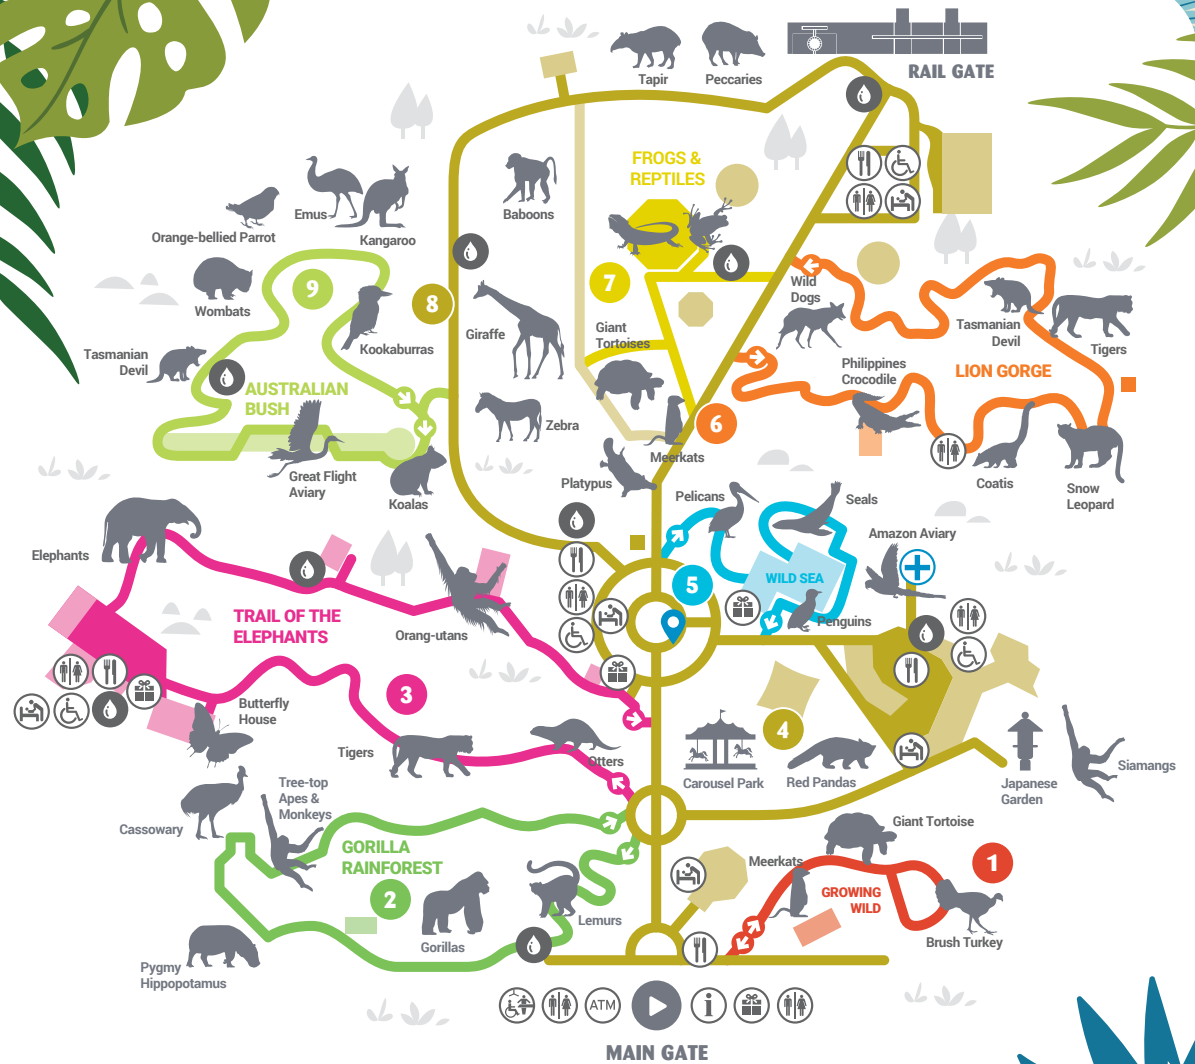 Tapir
Peccaries
RAIL GATE
FROGS &
REPTILES
Baboons
Emus
Orange-bellied Parrot
Kangaroo
Wombats
9
8
7
Wild
Dogs
Giraffe
Giant
Tortoises
Tasmanian
Devil
Tigers
Kookaburras
Tasmanian
Devil
Philippines
Crocodile
LION GORGE
AUSTRALIAN
BUSH
Zebra
6
Meerkats
Great Flight
Aviary
Koalas
Platypus
Coatis
Snow
Leopard
Pelicans
Seals
Amazon Aviary
Elephants
5
WILD SEA
TRAIL OF THE
ELEPHANTS
Orang-utans
Penguins
3
Butterfly
House
4
Tigers
Otters
Carousel Park
Red Pandas
Japanese
Garden
Siamangs
Tree-top
Apes &
Monkeys
Cassowary
Giant Tortoise
GORILLA
RAINFOREST
Meerkats
1
2
GROWING
WILD
Lemurs
Gorillas
Brush Turkey
Pygmy
Hippopotamus
ATM
i
MAIN GATE